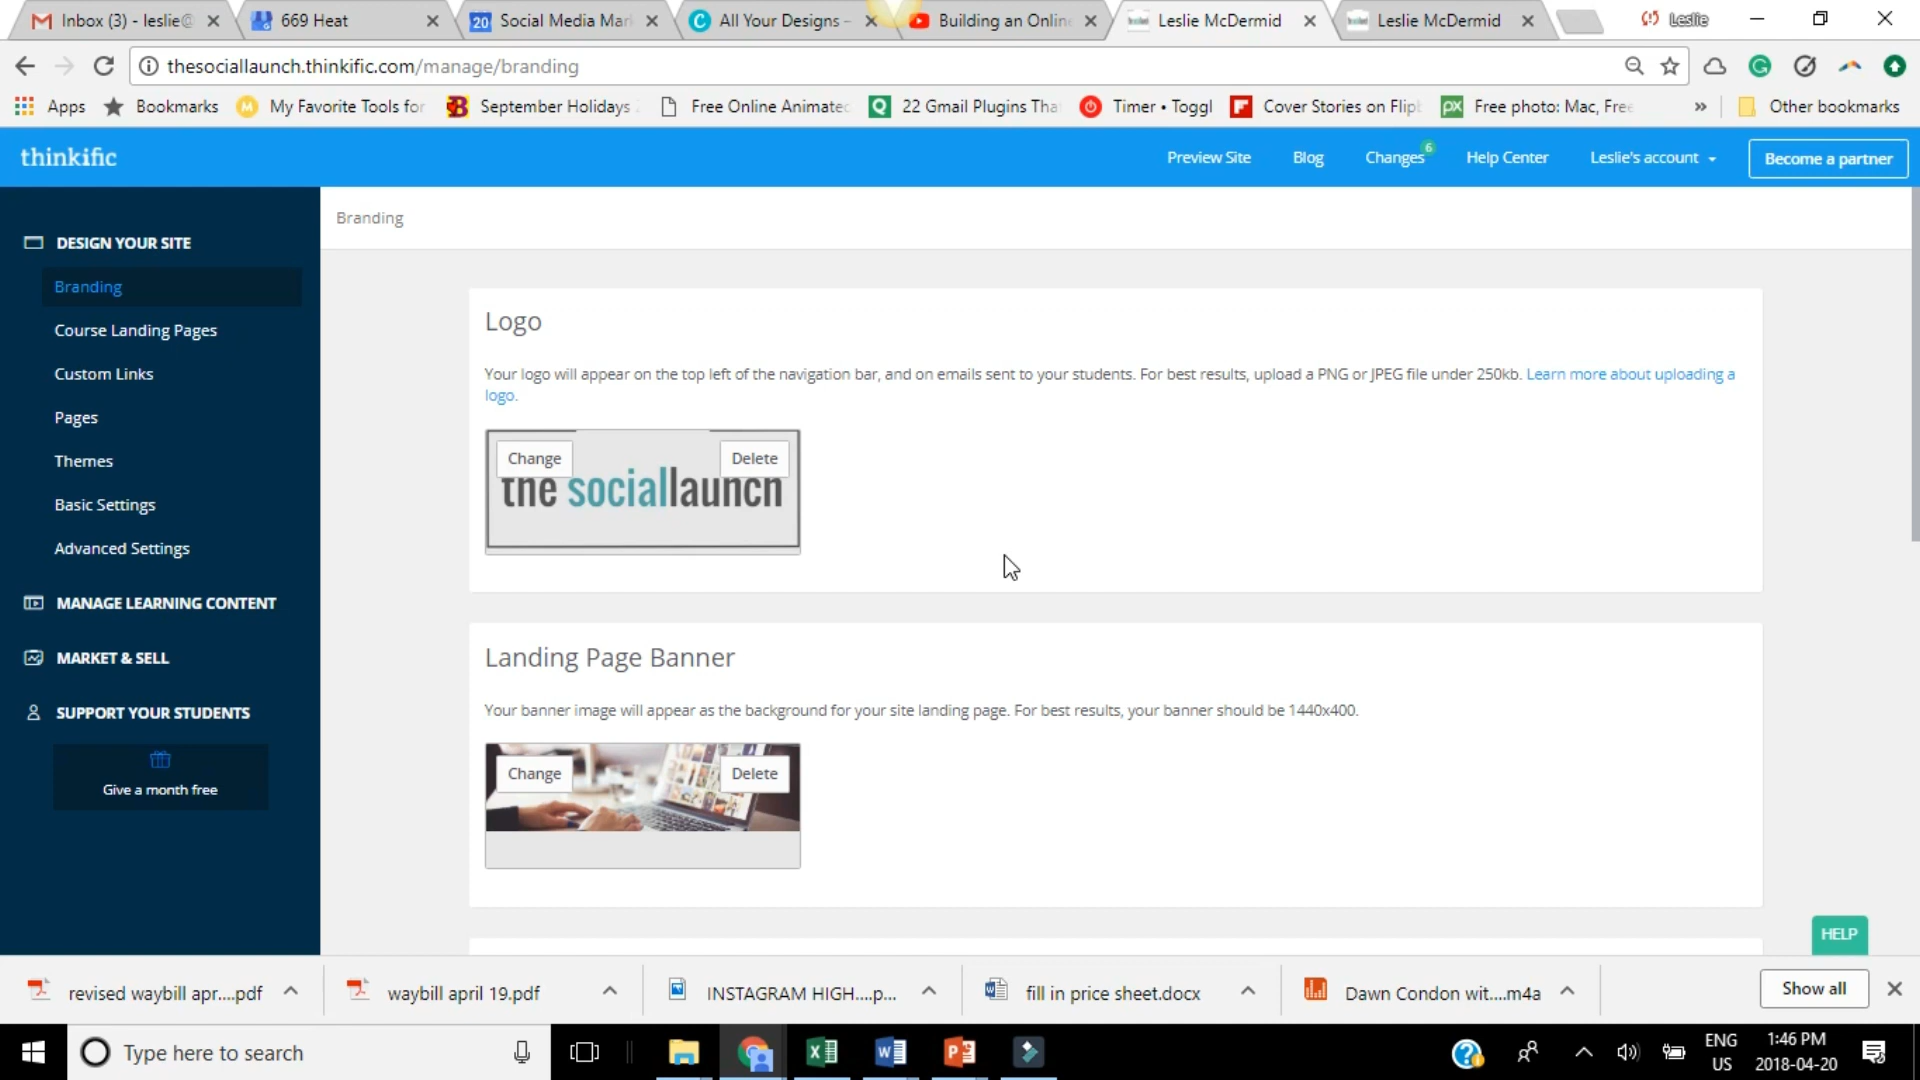 Inbox (3) - leslie@
669 Heat
20 Social Media Mar
All Your Designs -
Building an Onlin
Leslie McDermid
Leslie McDermid
Leslie
thesociallaunch.thinkific.com/manage/branding
Apps
Bookmarks
My Favorite Tools for
September Holidays
Free Online Animated
22 Gmail Plugins Tha
Timer • Toggl
Cover Stories on Flip
Free photo: Mac, Free
»
Other bookmarks
thinkific
Preview Site
Blog
Changes 6
Help Center
Leslie's account
Become a partner
DESIGN YOUR SITE
Branding
Course Landing Pages
Custom Links
Pages
Themes
Basic Settings
Advanced Settings
MANAGE LEARNING CONTENT
MARKET & SELL
SUPPORT YOUR STUDENTS
Give a month free
Branding
Logo
Your logo will appear on the top left of the navigation bar, and on emails sent to your students. For best results, upload a PNG or JPEG file under 250kb. Learn more about uploading a
logo.
Change
Delete
the sociallaunch
Landing Page Banner
Your banner image will appear as the background for your site landing page. For best results, your banner should be 1440x400.
Change
Delete
HELP
revised waybill apr....pdf
waybill april 19.pdf
INSTAGRAM HIGH....p...
fill in price sheet.docx
Dawn Condon wit....m4a
Show all
Type here to search
ENG
US
1:46 PM
2018-04-20